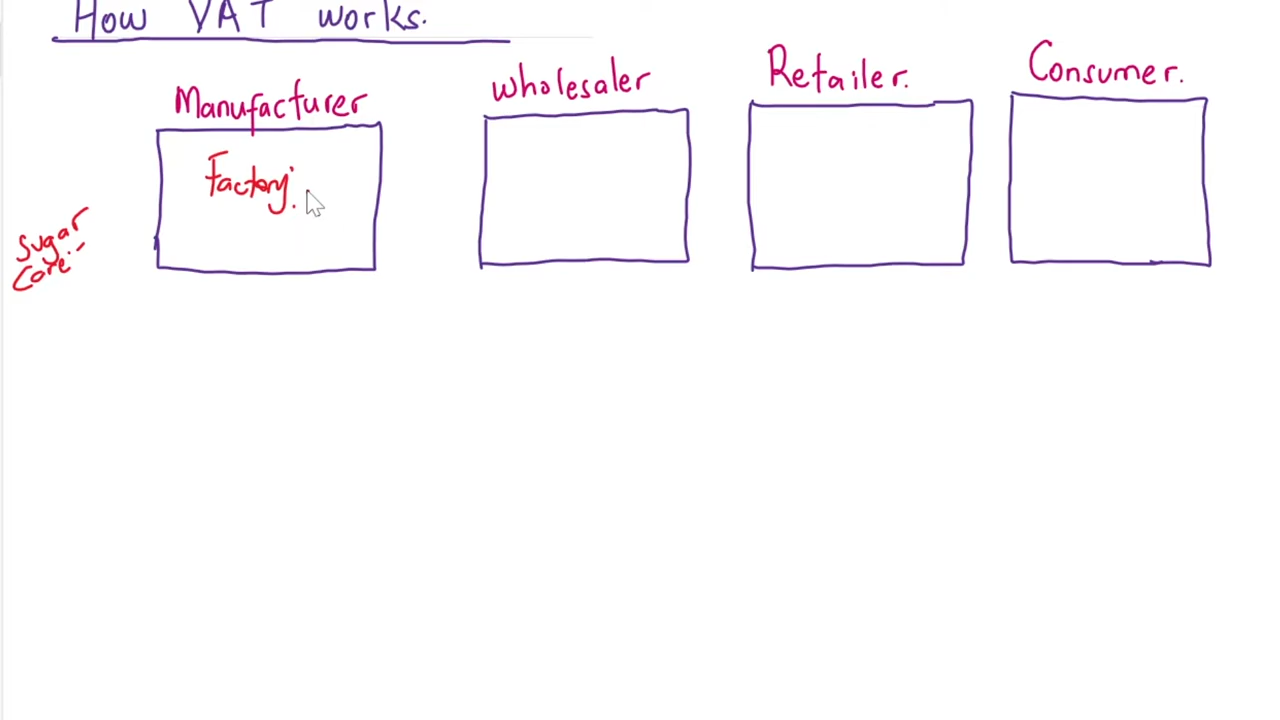 How VAT works.
Manufacturer
wholesaler
Retailer.
Consumer.
Factory.
Sugar
Cane